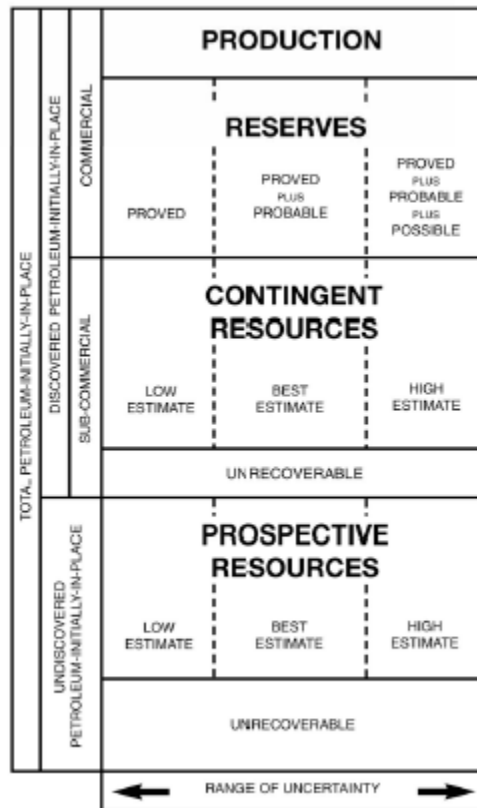 TOTAL PETROLEUM-INITIALLY-IN-PLACE
DISCOVERED PETROLEUM-INITIALLY-IN-PLACE
COMMERCIAL
PRODUCTION
RESERVES
PROVED
PROVED
PLUS
PROBABLE
PROVED
PLUS
PROBABLE
PLUS
POSSIBLE
SUB-COMMERCIAL
CONTINGENT
RESOURCES
LOW
ESTIMATE
BEST
ESTIMATE
HIGH
ESTIMATE
UNRECOVERABLE
UNDISCOVERED
PETROLEUM-INITIALLY-IN-PLACE
PROSPECTIVE
RESOURCES
LOW
ESTIMATE
BEST
ESTIMATE
HIGH
ESTIMATE
UNRECOVERABLE
RANGE OF UNCERTAINTY